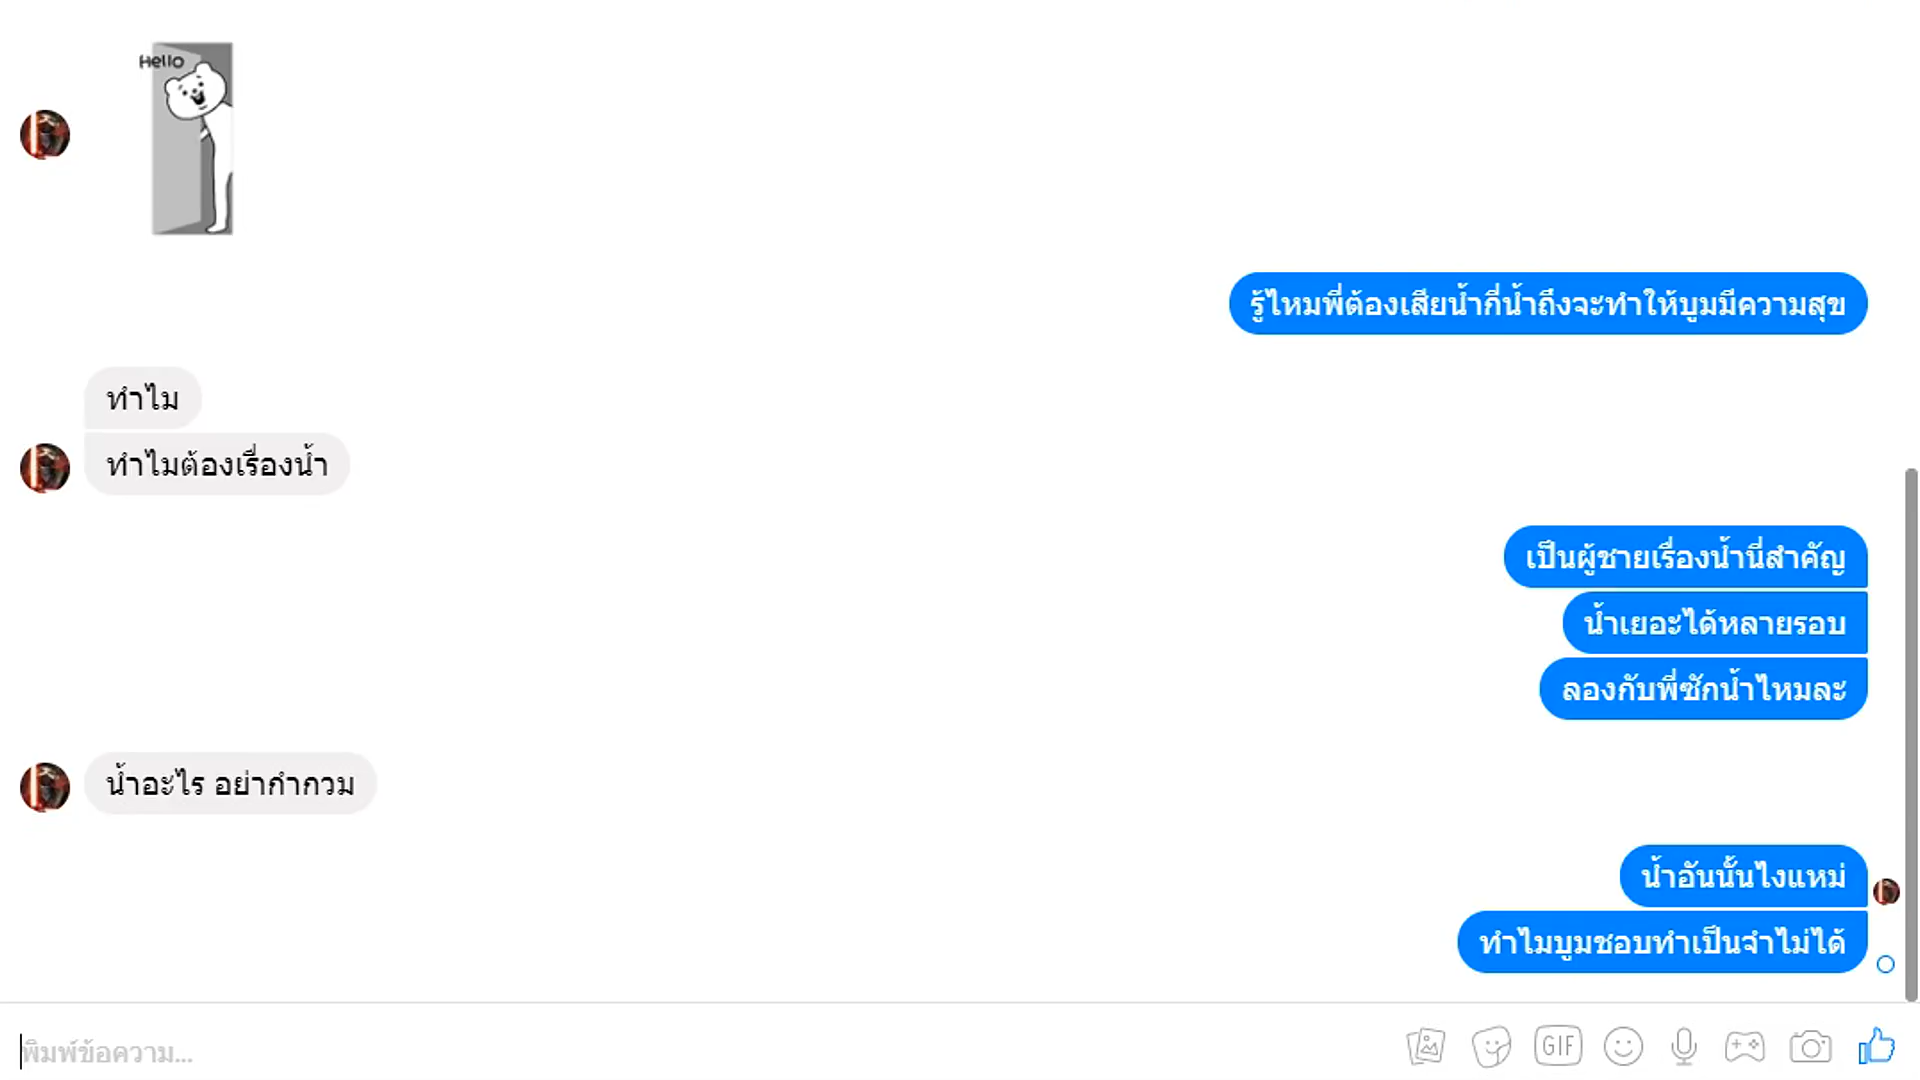 Hello
รู้ไหมพี่ต้องเสียน้ำกี่น้ำถึงจะทำให้บูมมีความสุข
ทำไม
ทำไมต้องเรื่องน้ำ
เป็นผู้ชายเรื่องน้ำนี่สำคัญ
น้ำเยอะได้หลายรอบ
ลองกับพี่ซักน้ำไหมละ
น้ำอะไร อย่ากำกวม
น้ำอันนั้นไงแหม่
ทำไมบูมชอบทำเป็นจำไม่ได้
พิมพ์ข้อความ...
GIF